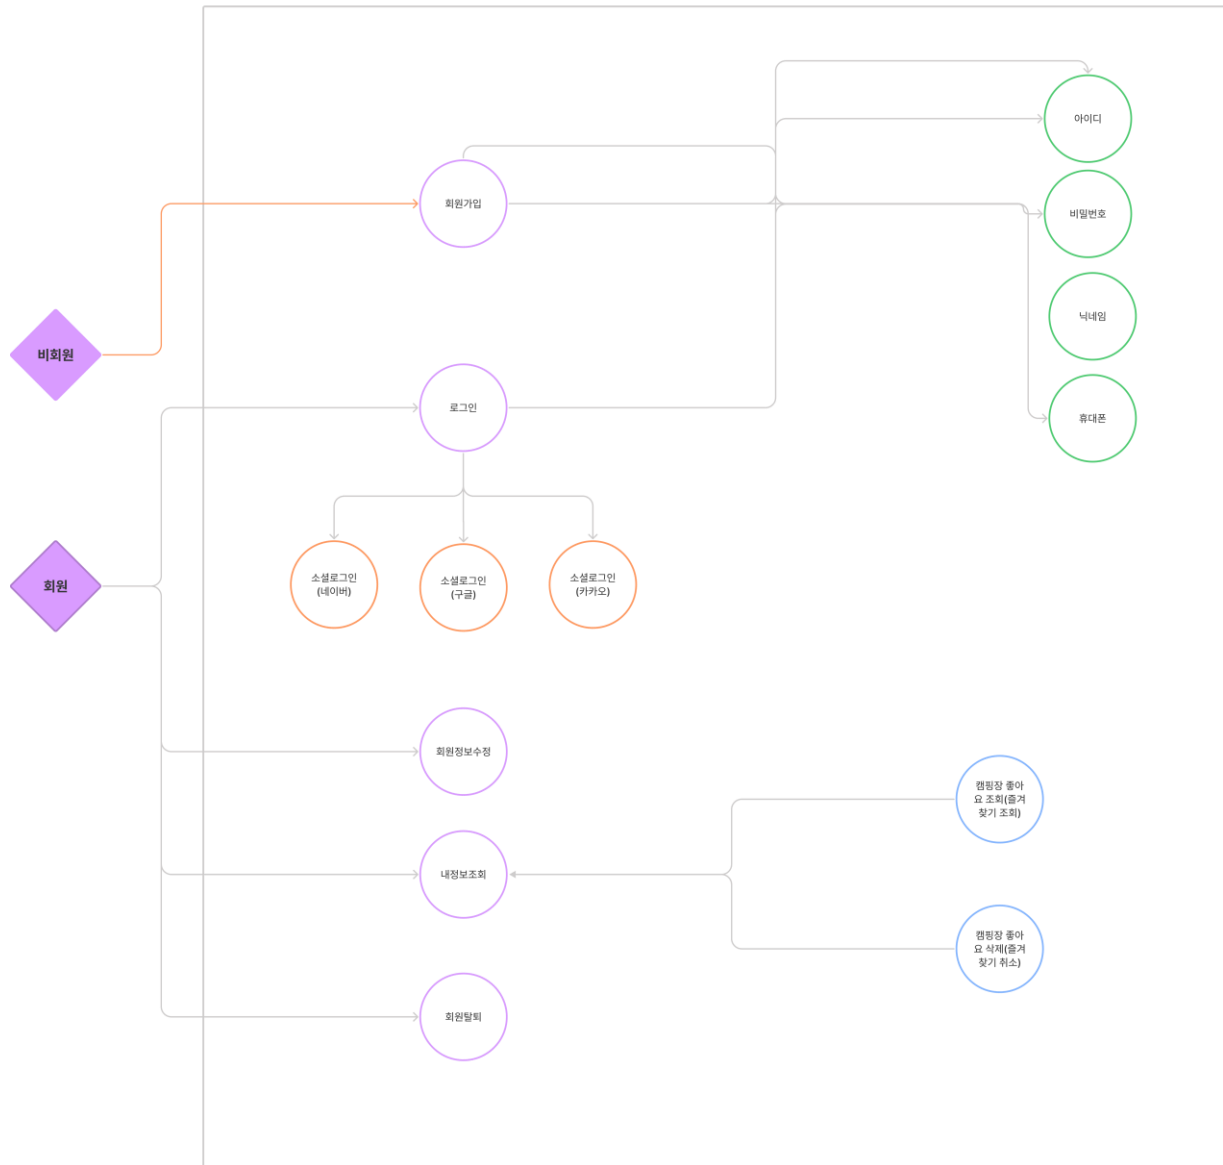 아이디
회원가입
비밀번호
닉네임
비회원
로그인
휴대폰
회원
소셜로그인
(네이버)
소셜로그인
(구글)
소셜로그인
(카카오)
회원정보수정
캠핑장 좋아
요 조회(즐겨
찾기 조회)
내정보조회
캠핑장 좋아
요 삭제(즐겨
찾기 취소)
회원탈퇴